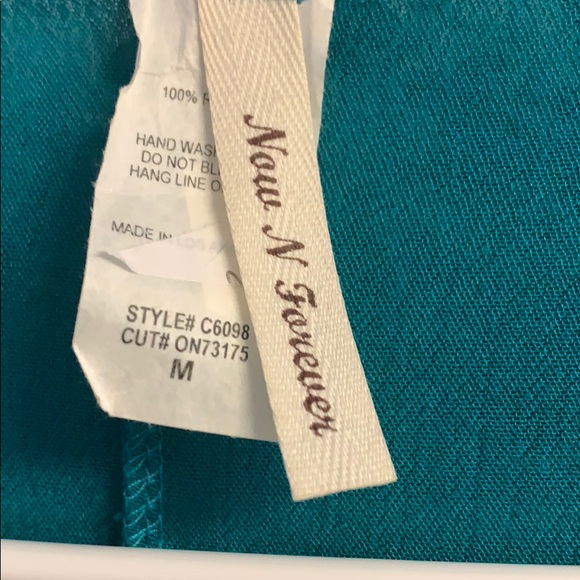 100%
HAND WASH
DO NOT BL
HANG LINE
MADE IN
STYLE# C6098
CUT# ON73175
M
Now N Forever